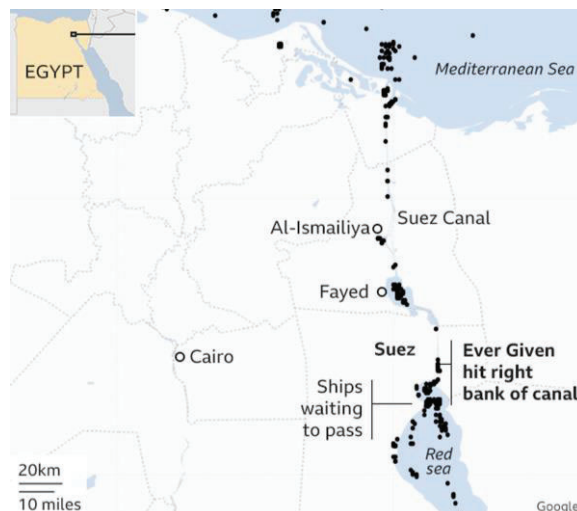 EGYPT
Mediterranean Sea
Al-Ismailiya
Suez Canal
Fayed
Suez
Ever Given
hit right
bank of canal
Cairo
Ships
waiting
to pass
Red
sea
20km
10 miles
Google